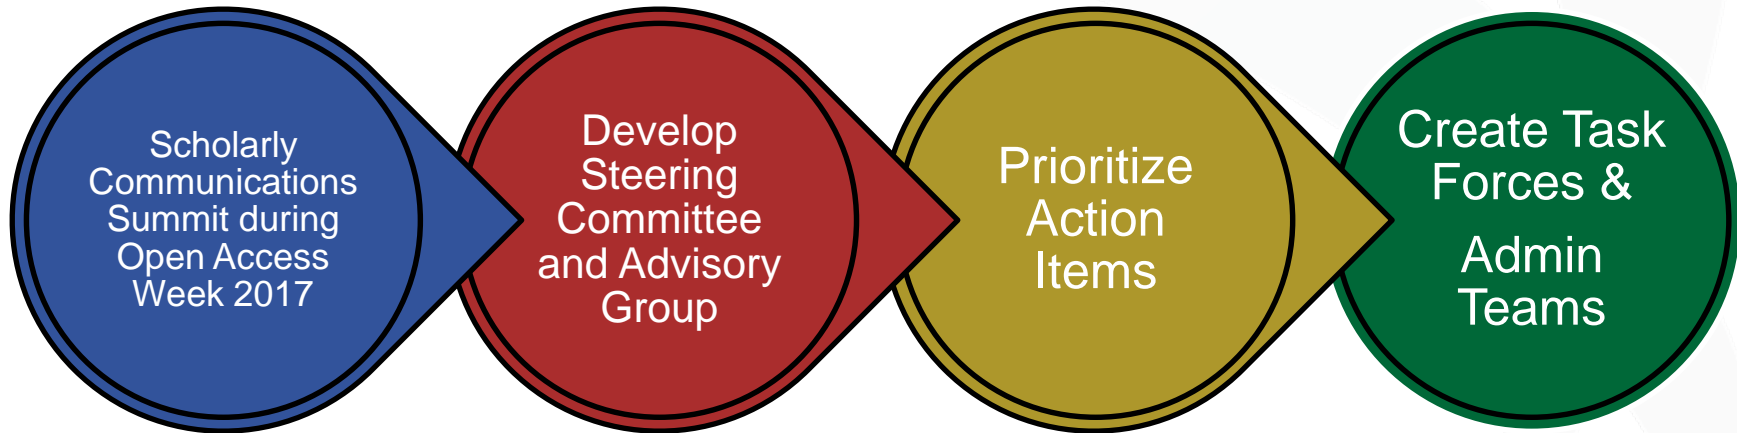 Scholarly
Communications
Summit during
Open Access
Week 2017
Develop
Steering
Committee
and Advisory
Group
Prioritize
Action
Items
Create Task
Forces &
Admin
Teams